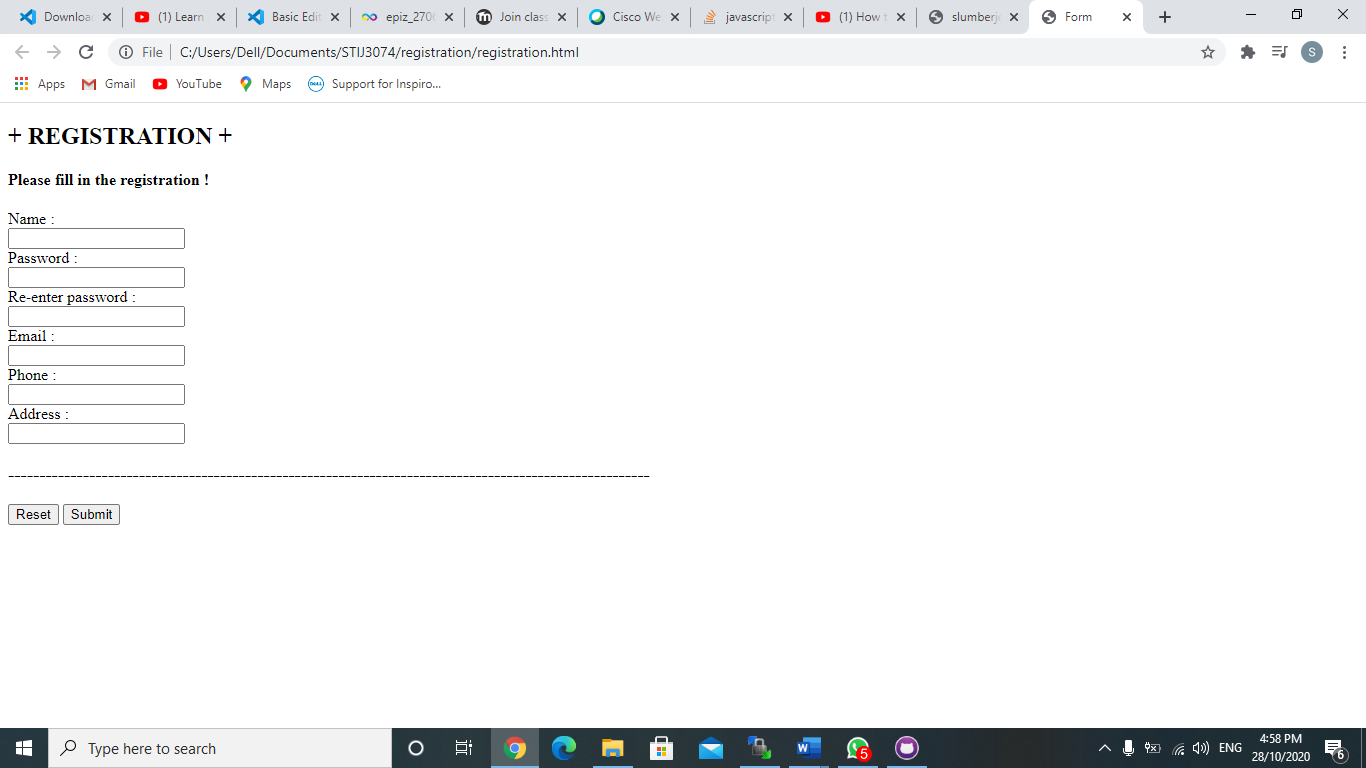 Downloa (1) Learn Basic Edit epiz_270 Join class Cisco We javascript (1) How t slumberj Form
File C:/Users/Dell/Documents/STIJ3074/registration/registration.html S
Apps Gmail YouTube Maps DELL Support for Inspiro...
+ REGISTRATION +
Please fill in the registration !
Name :
Password :
Re-enter password :
Email :
Phone :
Address :
--------------------------------------------------------------------------------------------------------
Reset Submit
Type here to search
5
ENG
4:58 PM
28/10/2020
6